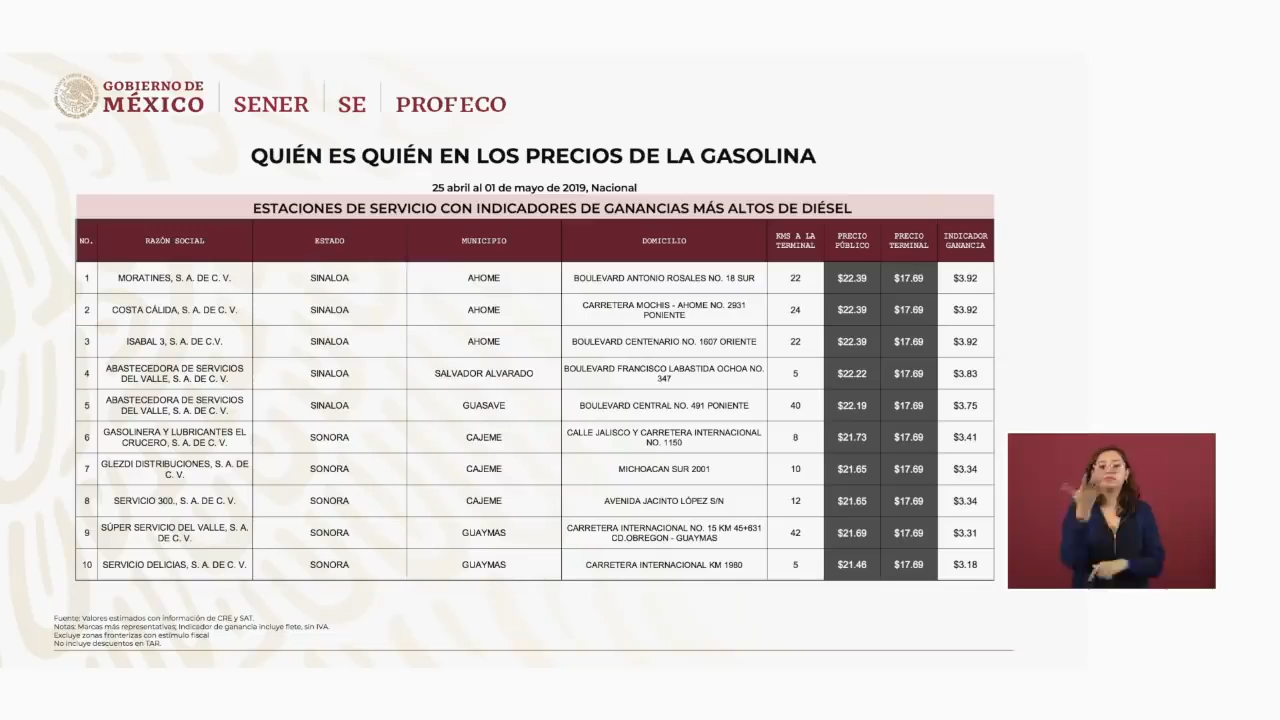 GOBIERNO DE
MÉXICO
SENER
SE
PROFECO
QUIÉN ES QUIÉN EN LOS PRECIOS DE LA GASOLINA
25 abril al 01 de mayo de 2019, Nacional
ESTACIONES DE SERVICIO CON INDICADORES DE GANANCIAS MÁS ALTOS DE DIÉSEL
NO. RAZÓN SOCIAL ESTADO MUNICIPIO DOMICILIO KMS A LA TERMINAL PRECIO PÚBLICO PRECIO TERMINAL INDICADOR GANANCIA
1 MORATINES, S. A. DE C. V. SINALOA AHOME BOULEVARD ANTONIO ROSALES NO. 18 SUR 22 $22.39 $17.69 $3.92
2 COSTA CÁLIDA, S. A. DE C. V. SINALOA AHOME CARRETERA MOCHIS - AHOME NO. 2931 PONIENTE 24 $22.39 $17.69 $3.92
3 ISABAL 3, S. A. DE C.V. SINALOA AHOME BOULEVARD CENTENARIO NO. 1607 ORIENTE 22 $22.39 $17.69 $3.92
4 ABASTECEDORA DE SERVICIOS DEL VALLE, S. A. DE C. V. SINALOA SALVADOR ALVARADO BOULEVARD FRANCISCO LABASTIDA OCHOA NO. 347 5 $22.22 $17.69 $3.83
5 ABASTECEDORA DE SERVICIOS DEL VALLE, S. A. DE C. V. SINALOA GUASAVE BOULEVARD CENTRAL NO. 491 PONIENTE 40 $22.19 $17.69 $3.75
6 GASOLINERA Y LUBRICANTES EL CRUCERO, S. A. DE C. V. SONORA CAJEME CALLE JALISCO Y CARRETERA INTERNACIONAL NO. 1150 8 $21.73 $17.69 $3.41
7 GLEZDI DISTRIBUCIONES, S. A. DE C. V. SONORA CAJEME MICHOACAN SUR 2001 10 $21.65 $17.69 $3.34
8 SERVICIO 300., S. A. DE C. V. SONORA CAJEME AVENIDA JACINTO LÓPEZ S/N 12 $21.65 $17.69 $3.34
9 SÚPER SERVICIO DEL VALLE, S. A. DE C. V. SONORA GUAYMAS CARRETERA INTERNACIONAL NO. 15 KM 45+631 CD.OBREGON - GUAYMAS 42 $21.69 $17.69 $3.31
10 SERVICIO DELICIAS, S. A. DE C. V. SONORA GUAYMAS CARRETERA INTERNACIONAL KM 1980 5 $21.46 $17.69 $3.18
Fuente: Valores estimados con información de CRE y SAT.
Notas: Marcas más representativas; Indicador de ganancia incluye flete, sin IVA.
Excluye zonas fronterizas con estímulo fiscal
No incluye descuentos en TAR.